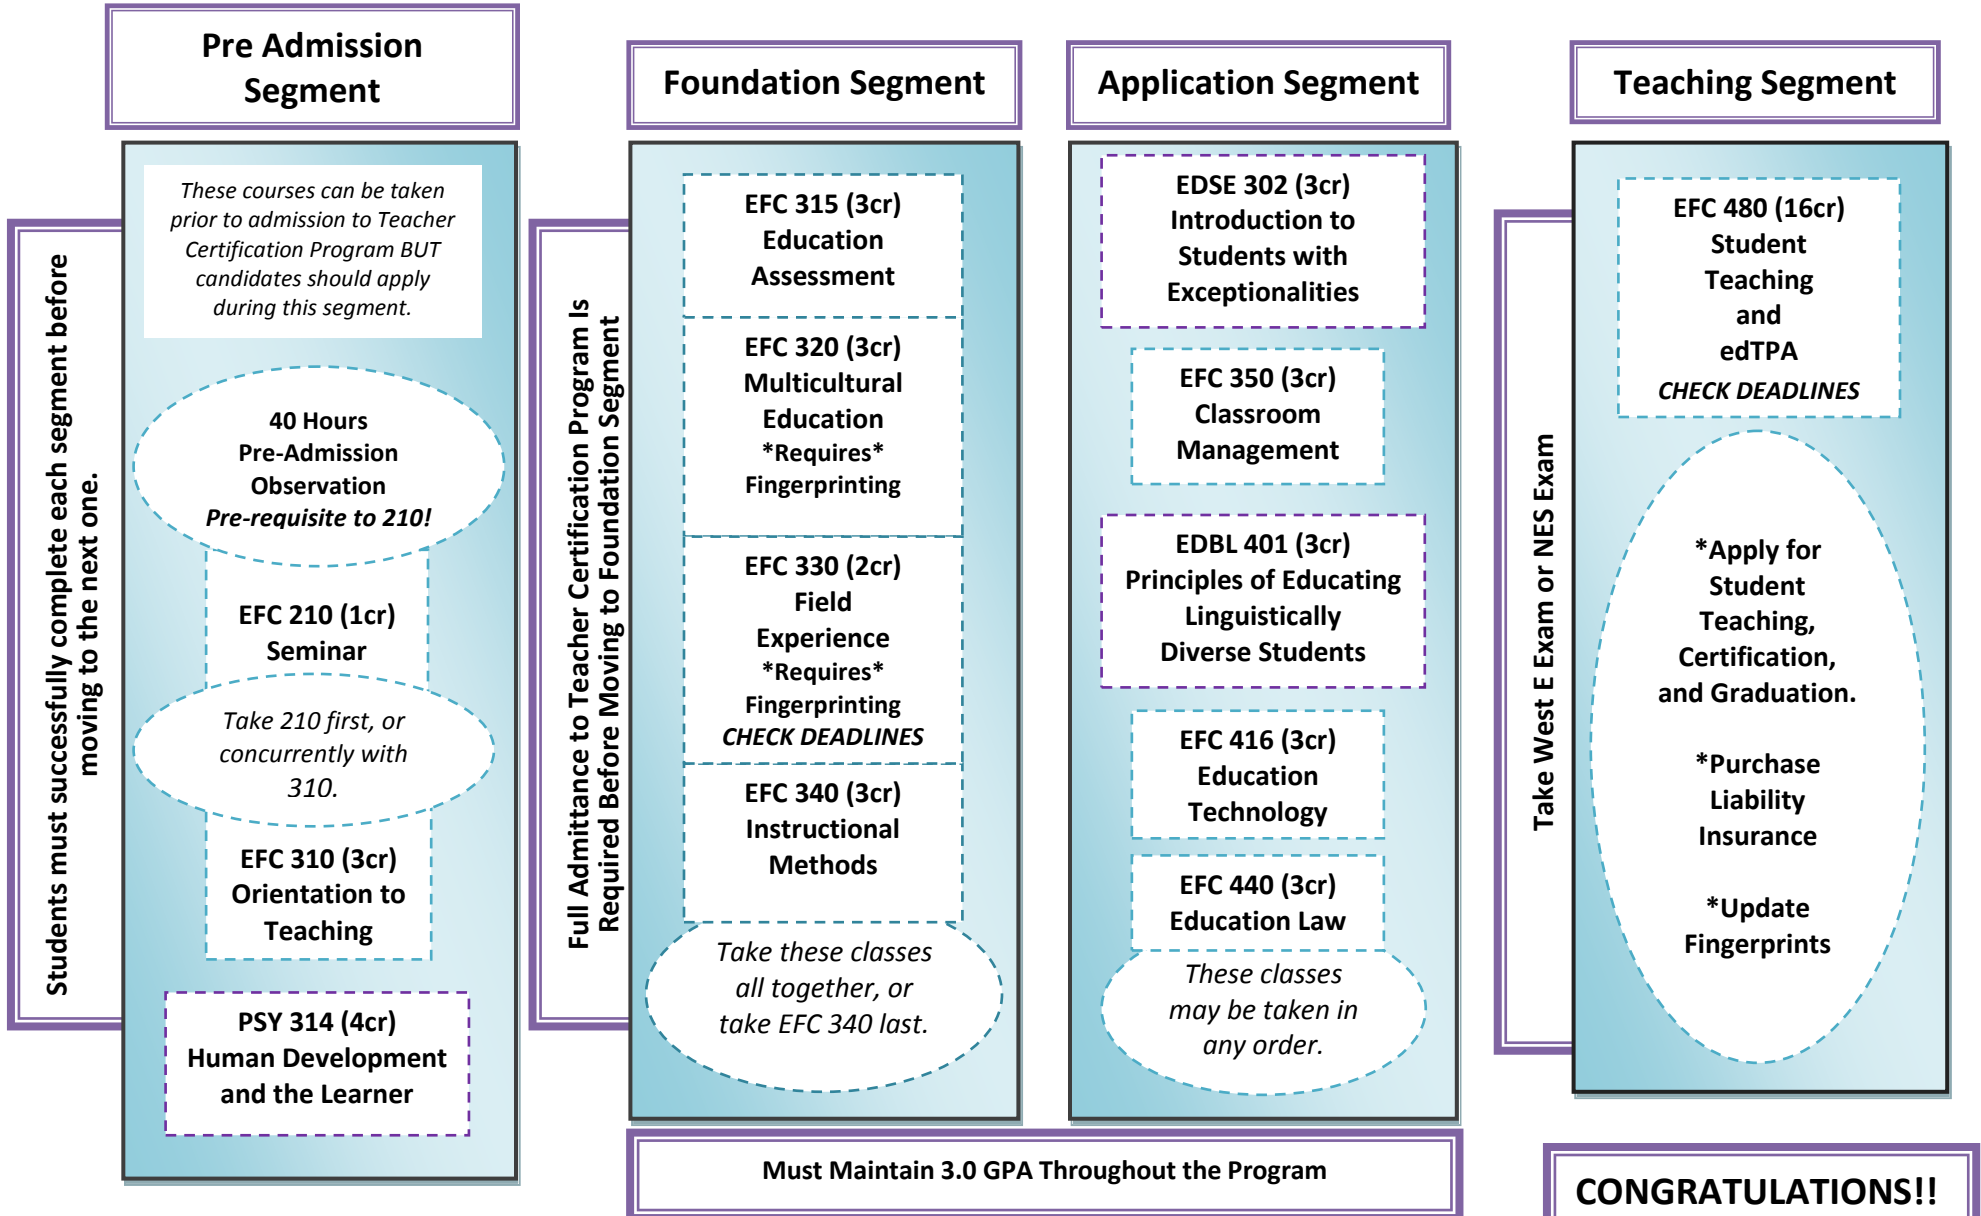 Pre Admission
Segment
Students must successfully complete each segment before
moving to the next one.
These courses can be taken
prior to admission to Teacher
Certification Program BUT
candidates should apply
during this segment.
40 Hours
Pre-Admission
Observation
Pre-requisite to 210!
EFC 210 (1cr)
Seminar
Take 210 first, or
concurrently with
310.
EFC 310 (3cr)
Orientation to
Teaching
PSY 314 (4cr)
Human Development
and the Learner
Foundation Segment
Full Admittance to Teacher Certification Program Is
Required Before Moving to Foundation Segment
EFC 315 (3cr)
Education
Assessment
EFC 320 (3cr)
Multicultural
Education
*Requires*
Fingerprinting
EFC 330 (2cr)
Field
Experience
*Requires*
Fingerprinting
CHECK DEADLINES
EFC 340 (3cr)
Instructional
Methods
Take these classes
all together, or
take EFC 340 last.
Application Segment
EDSE 302 (3cr)
Introduction to
Students with
Exceptionalities
EFC 350 (3cr)
Classroom
Management
EDBL 401 (3cr)
Principles of Educating
Linguistically
Diverse Students
EFC 416 (3cr)
Education
Technology
EFC 440 (3cr)
Education Law
These classes
may be taken in
any order.
Must Maintain 3.0 GPA Throughout the Program
Teaching Segment
Take West E Exam or NES Exam
EFC 480 (16cr)
Student
Teaching
and
edTPA
CHECK DEADLINES
*Apply for
Student
Teaching,
Certification,
and Graduation.
*Purchase
Liability
Insurance
*Update
Fingerprints
CONGRATULATIONS!!